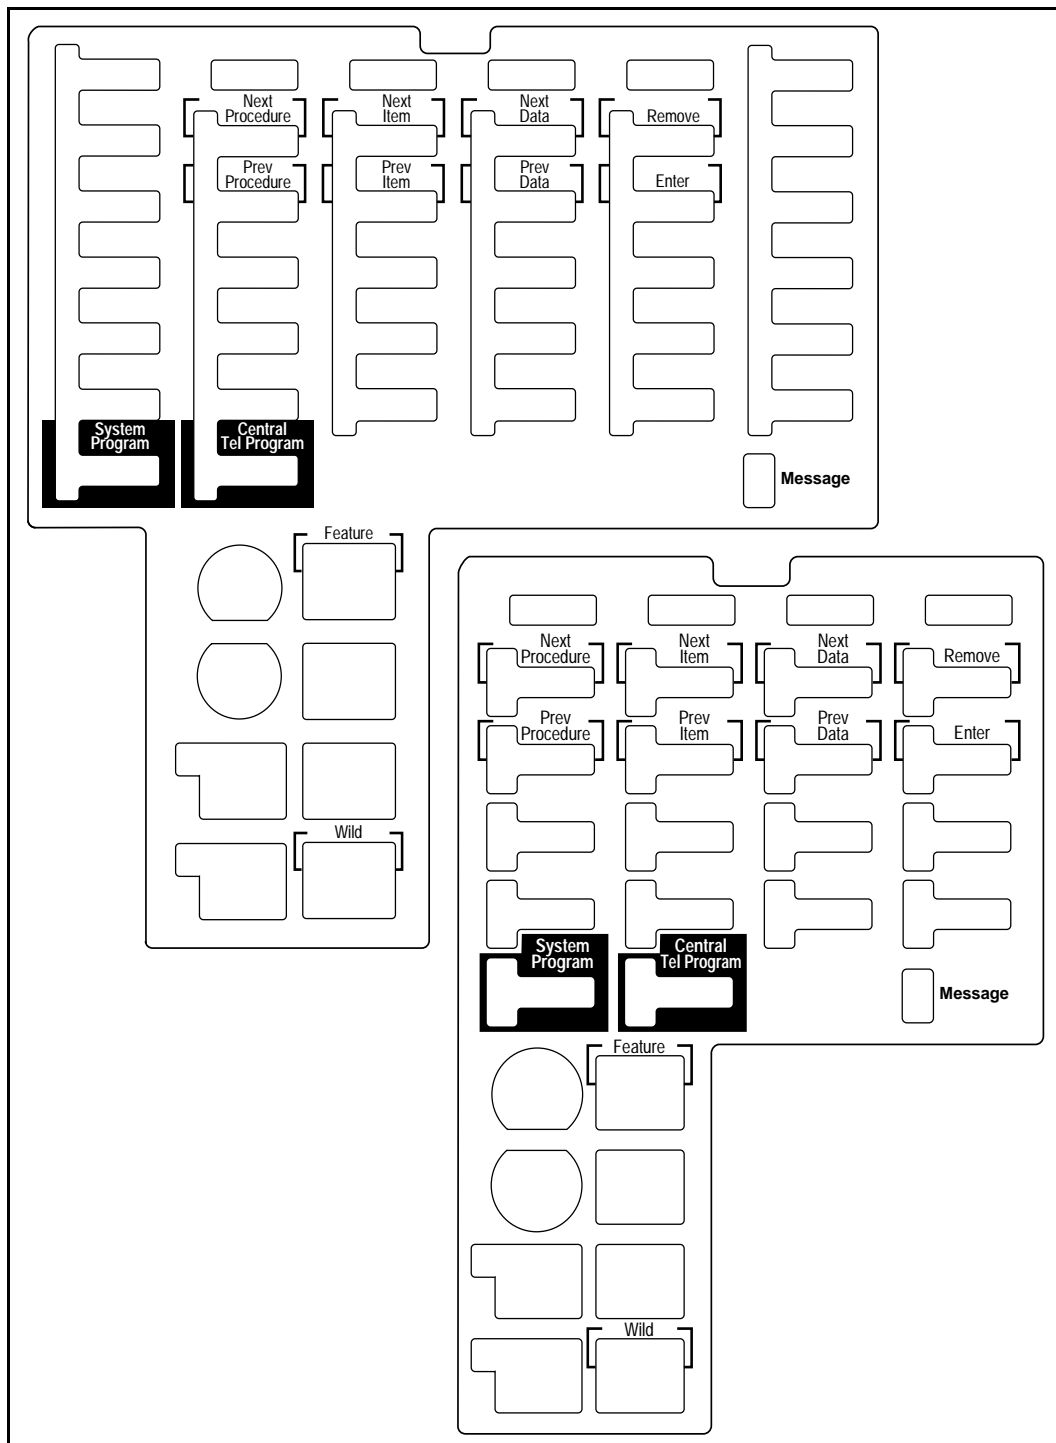 Next
Procedure
Next
Item
Next
Data
Remove
Prev
Procedure
Prev
Item
Prev
Data
Enter
System
Program
Central
Tel Program
Message
Feature
Wild
Next
Procedure
Next
Item
Next
Data
Remove
Prev
Procedure
Prev
Item
Prev
Data
Enter
System
Program
Central
Tel Program
Message
Feature
Wild